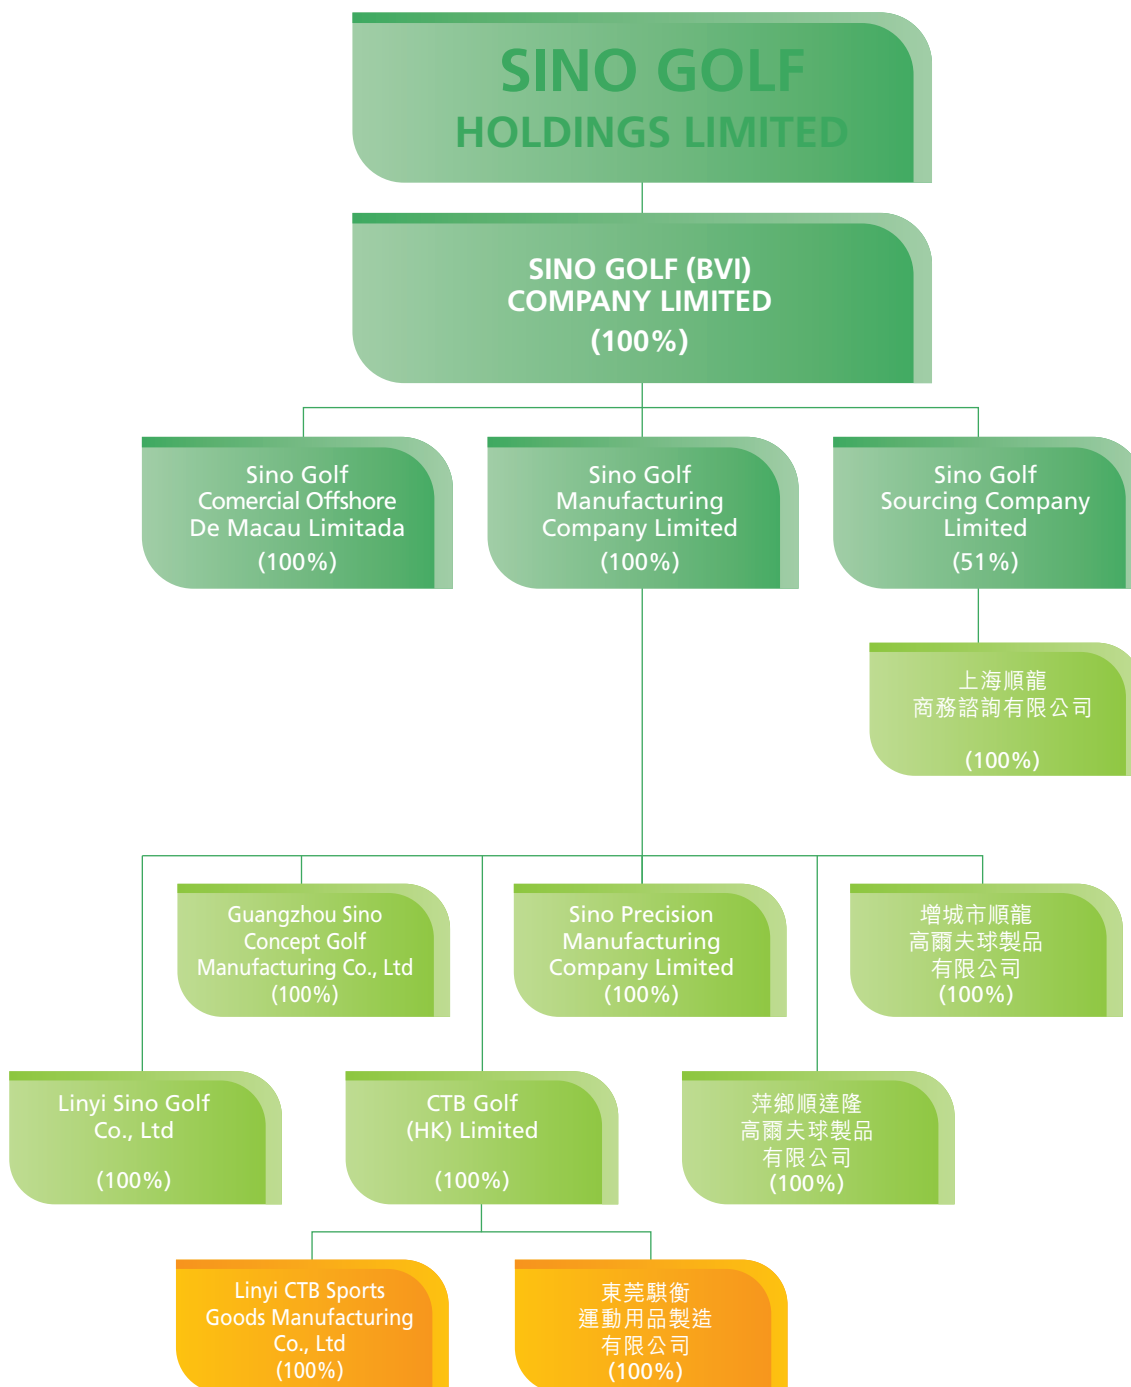 SINO GOLF
HOLDINGS LIMITED
SINO GOLF (BVI)
COMPANY LIMITED
(100%)
Sino Golf
Comercial Offshore
De Macau Limitada
(100%)
Sino Golf
Manufacturing
Company Limited
(100%)
Sino Golf
Sourcing Company
Limited
(51%)
上海順龍
商務諮詢有限公司
(100%)
Guangzhou Sino
Concept Golf
Manufacturing Co., Ltd
(100%)
Sino Precision
Manufacturing
Company Limited
(100%)
增城市順龍
高爾夫球製品
有限公司
(100%)
Linyi Sino Golf
Co., Ltd
(100%)
CTB Golf
(HK) Limited
(100%)
萍鄉順達隆
高爾夫球製品
有限公司
(100%)
Linyi CTB Sports
Goods Manufacturing
Co., Ltd
(100%)
東莞騏衡
運動用品製造
有限公司
(100%)